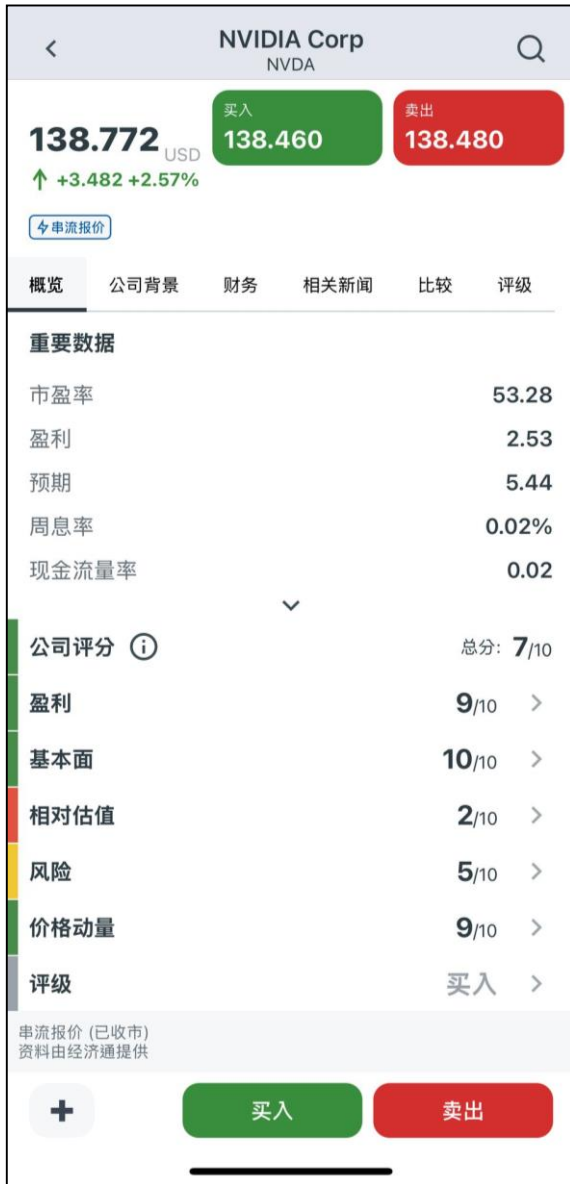 NVIDIA Corp
NVDA
138.772 USD
↑ +3.482 +2.57%
买入
138.460
卖出
138.480
串流报价
概览 公司背景 财务 相关新闻 比较 评级
重要数据
市盈率 53.28
盈利 2.53
预期 5.44
周息率 0.02%
现金流量率 0.02
公司评分 总分: 7/10
盈利 9/10
基本面 10/10
相对估值 2/10
风险 5/10
价格动量 9/10
评级 买入
串流报价 (已收市)
资料由经济通提供
买入 卖出